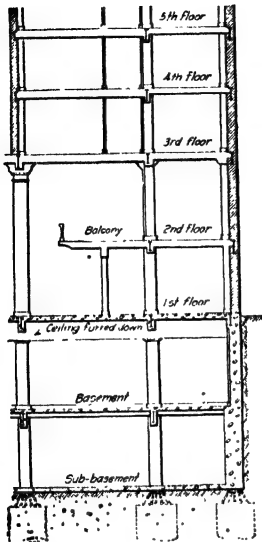 5th floor
4th floor
3rd floor
Balcony
2nd floor
1st floor
Ceiling furred down
Basement
Sub-basement